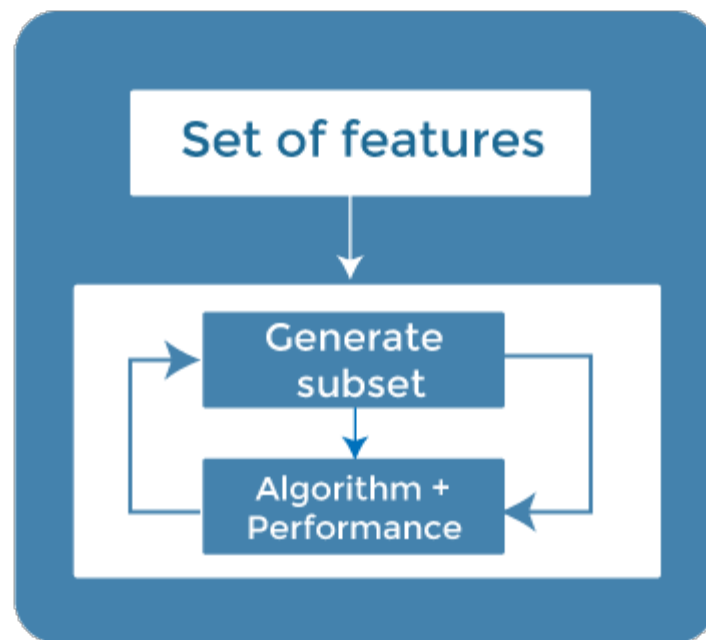 Set of features
Generate
subset
Algorithm +
Performance